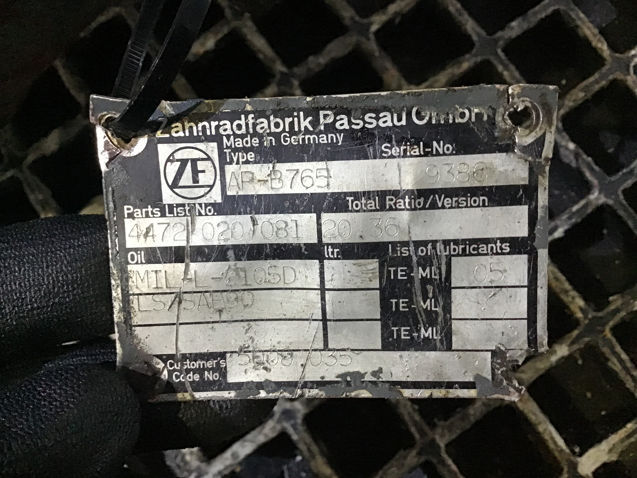 Zahnradfabrik Passau GmbH
Made in Germany
ZF
Type
Serial-No.
AP-B765
9386
Parts List No.
Total Ratio/Version
4472 020 081
20.36
Oil
ltr.
List of lubricants
MIL-L-2105D
TE-ML
05
LS/SAE90
TE-ML
TE-ML
Customer's
Code No.
035